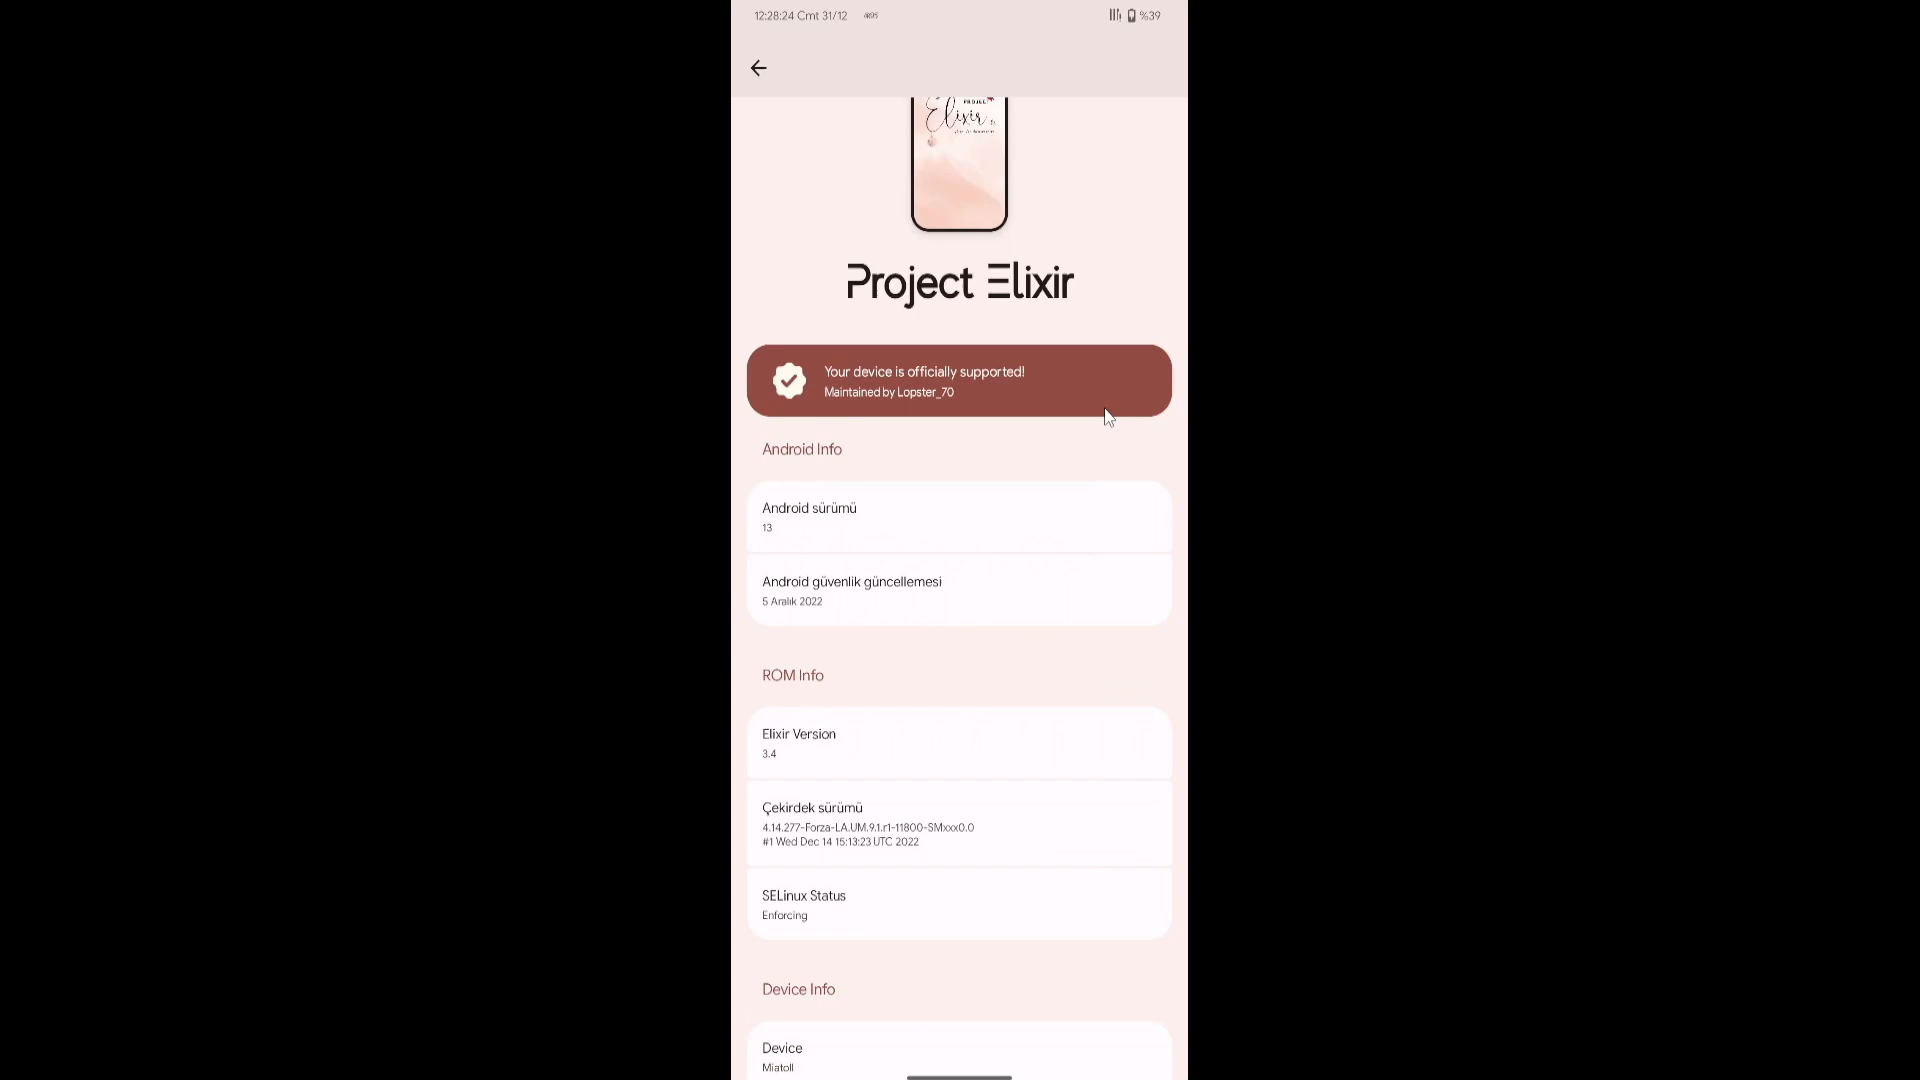 12:28:24 Cmt 31/12
%39
Elixir
Project Elixir
Your device is officially supported!
Maintained by Lopster_70
Android Info
Android sürümü
13
Android güvenlik güncellemesi
5 Aralık 2022
ROM Info
Elixir Version
3.4
Çekirdek sürümü
4.14.277-Forza-LA.UM.9.1.r1-11800-SMxxx0.0
#1 Wed Dec 14 15:13:23 UTC 2022
SELinux Status
Enforcing
Device Info
Device
Miatoll